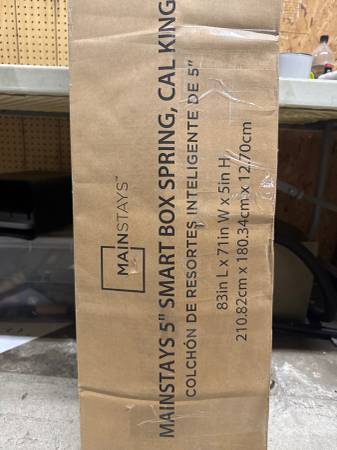 MAINSTAYS™
MAINSTAYS 5" SMART BOX SPRING, CAL KING
COLCHÓN DE RESORTES INTELIGENTE DE 5"
83in L x 71in W x 5in H
210.82cm x 180.34cm x 12.70cm